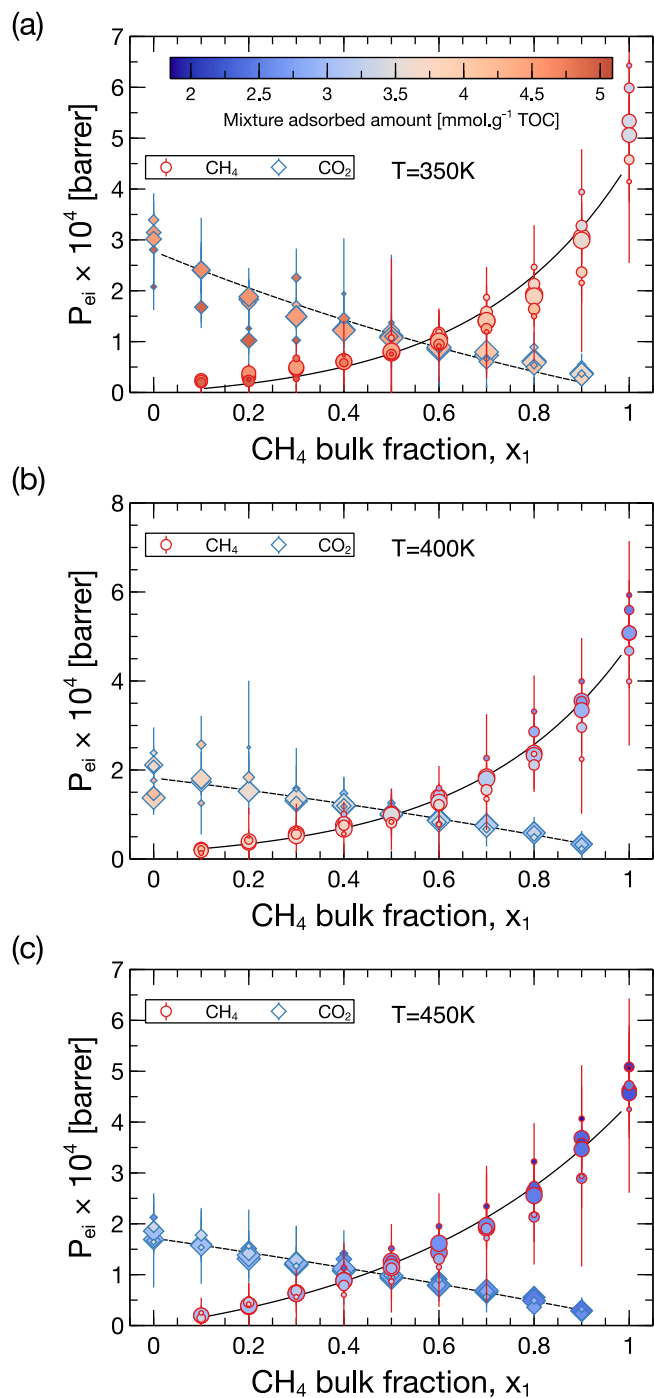 (a)
7
6
5
4
3
2
1
0
2 2.5 3 3.5 4 4.5 5
Mixture adsorbed amount [mmol.g⁻¹ TOC]
CH₄ CO₂ T=350K
Pₑᵢ × 10⁴ [barrer]
0 0.2 0.4 0.6 0.8 1
CH₄ bulk fraction, x₁
(b)
8
6
4
2
0
CH₄ CO₂ T=400K
Pₑᵢ × 10⁴ [barrer]
0 0.2 0.4 0.6 0.8 1
CH₄ bulk fraction, x₁
(c)
7
6
5
4
3
2
1
0
CH₄ CO₂ T=450K
Pₑᵢ × 10⁴ [barrer]
0 0.2 0.4 0.6 0.8 1
CH₄ bulk fraction, x₁